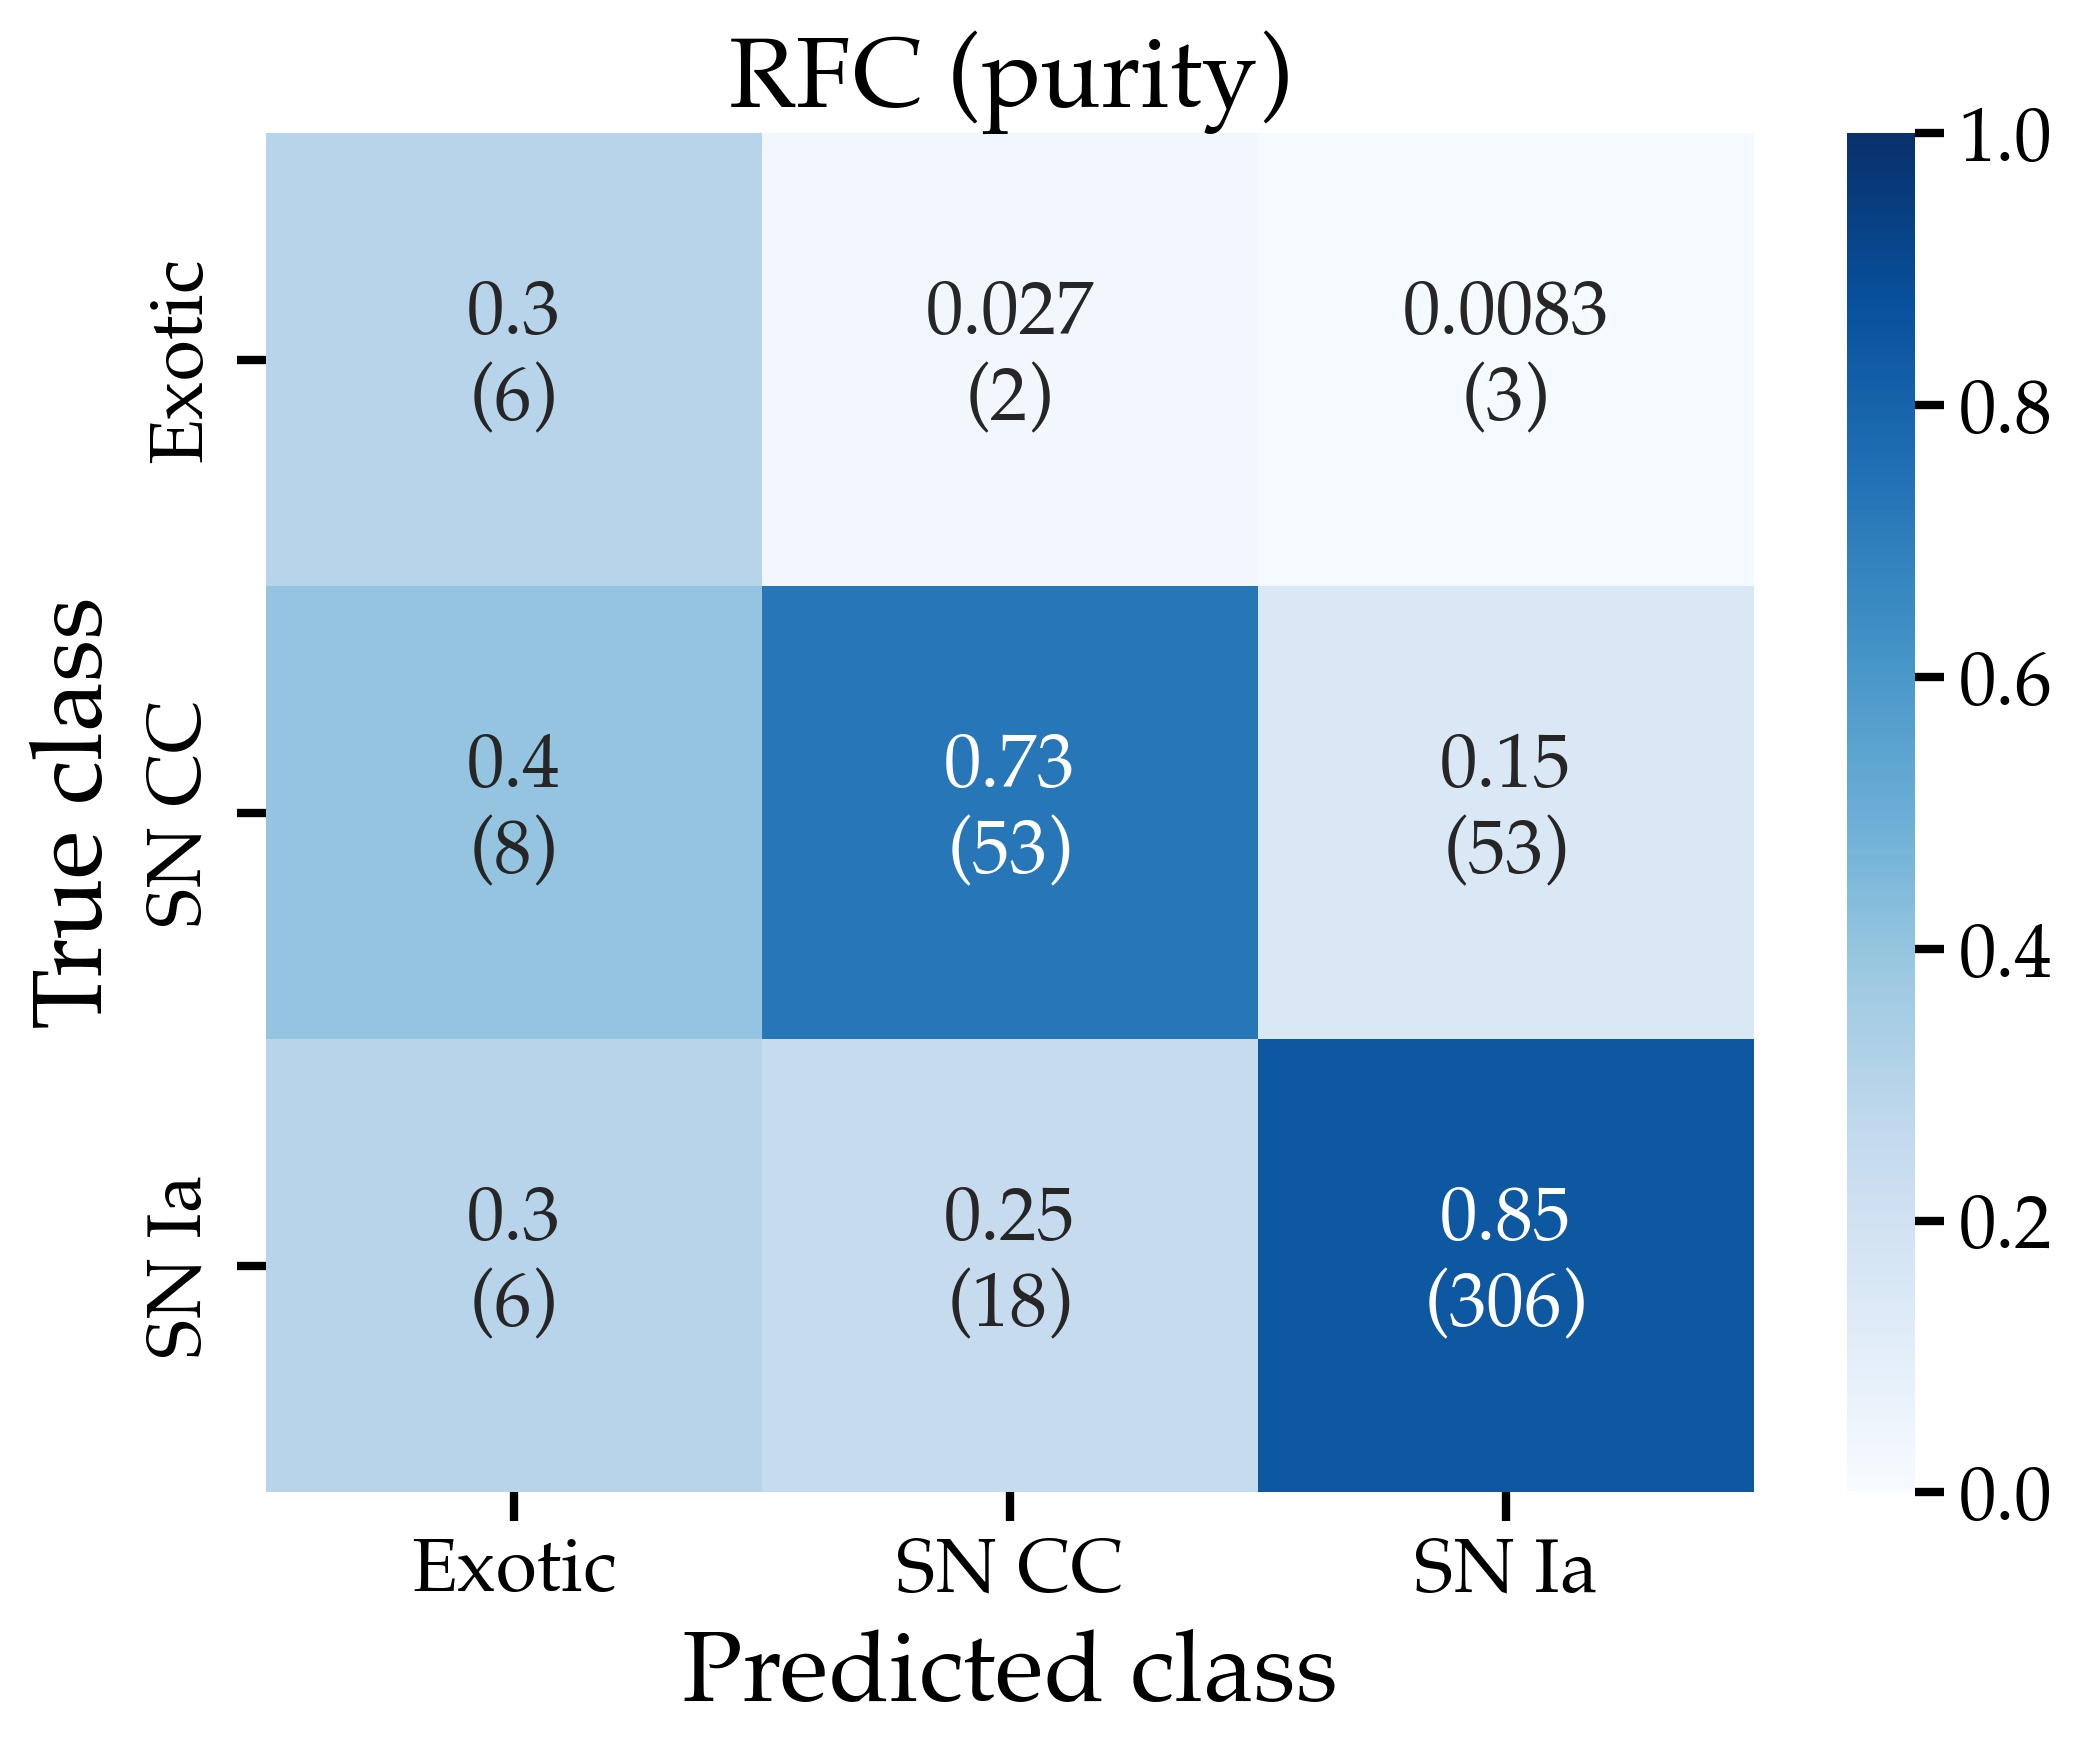 RFC (purity)
True class
Exotic
0.3
(6)
0.027
(2)
0.0083
(3)
SN CC
0.4
(8)
0.73
(53)
0.15
(53)
SN Ia
0.3
(6)
0.25
(18)
0.85
(306)
Exotic
SN CC
SN Ia
Predicted class
1.0
0.8
0.6
0.4
0.2
0.0